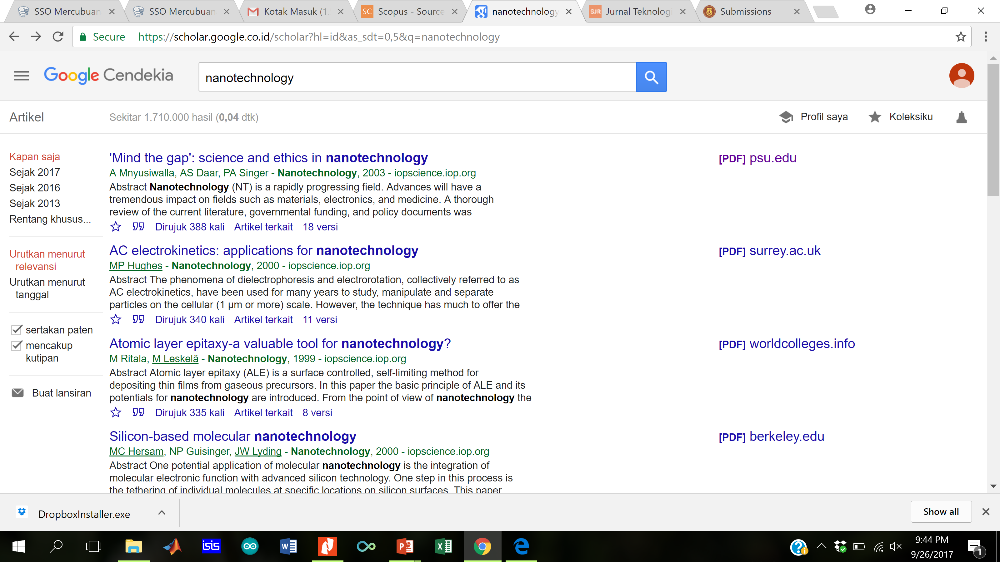 SSO Mercubuan
SSO Mercubuan
Kotak Masuk (1.
SC Scopus - Source
nanotechnology
SJR Jurnal Teknologi
Submissions
Secure https://scholar.google.co.id/scholar?hl=id&as_sdt=0,5&q=nanotechnology
Google Cendekia
nanotechnology
Artikel
Sekitar 1.710.000 hasil (0,04 dtk)
Profil saya
Koleksiku
Kapan saja
Sejak 2017
Sejak 2016
Sejak 2013
Rentang khusus...
Urutkan menurut
relevansi
Urutkan menurut
tanggal
sertakan paten
mencakup
kutipan
Buat lansiran
'Mind the gap': science and ethics in nanotechnology
[PDF] psu.edu
A Mnyusiwalla, AS Daar, PA Singer - Nanotechnology, 2003 - iopscience.iop.org
Abstract Nanotechnology (NT) is a rapidly progressing field. Advances will have a
tremendous impact on fields such as materials, electronics, and medicine. A thorough
review of the current literature, governmental funding, and policy documents was
Dirujuk 388 kali Artikel terkait 18 versi
AC electrokinetics: applications for nanotechnology
[PDF] surrey.ac.uk
MP Hughes - Nanotechnology, 2000 - iopscience.iop.org
Abstract The phenomena of dielectrophoresis and electrorotation, collectively referred to as
AC electrokinetics, have been used for many years to study, manipulate and separate
particles on the cellular (1 μm or more) scale. However, the technique has much to offer the
Dirujuk 340 kali Artikel terkait 11 versi
Atomic layer epitaxy-a valuable tool for nanotechnology?
[PDF] worldcolleges.info
M Ritala, M Leskelä - Nanotechnology, 1999 - iopscience.iop.org
Abstract Atomic layer epitaxy (ALE) is a surface controlled, self-limiting method for
depositing thin films from gaseous precursors. In this paper the basic principle of ALE and its
potentials for nanotechnology are introduced. From the point of view of nanotechnology the
Dirujuk 335 kali Artikel terkait 8 versi
Silicon-based molecular nanotechnology
[PDF] berkeley.edu
MC Hersam, NP Guisinger, JW Lyding - Nanotechnology, 2000 - iopscience.iop.org
Abstract One potential application of molecular nanotechnology is the integration of
molecular electronic function with advanced silicon technology. One step in this process is
the tethering of individual molecules at specific locations on silicon surfaces. This paper
DropboxInstaller.exe
Show all
isis
9:44 PM
9/26/2017
1